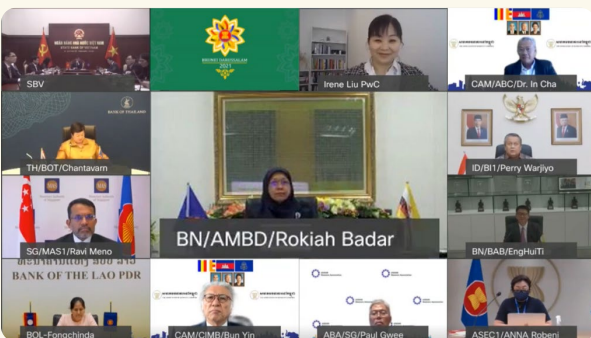 SBV
BRUNEI DARUSSALAM
2021
Irene Liu PwC
CAM/ABC/Dr. In Cha
BANK OF THAILAND
TH/BOT/Chantavarn
BN/AMBD/Rokiah Badar
ID/BI1/Perry Warjiyo
SG/MAS1/Ravi Meno
BN/BAB/EngHuiTi
BANK OF THE LAO PDR
BOL-Fongchinda
CAM/CIMB/Bun Yin
ABA/SG/Paul Gwee
ASEC1/ANNA Robeni